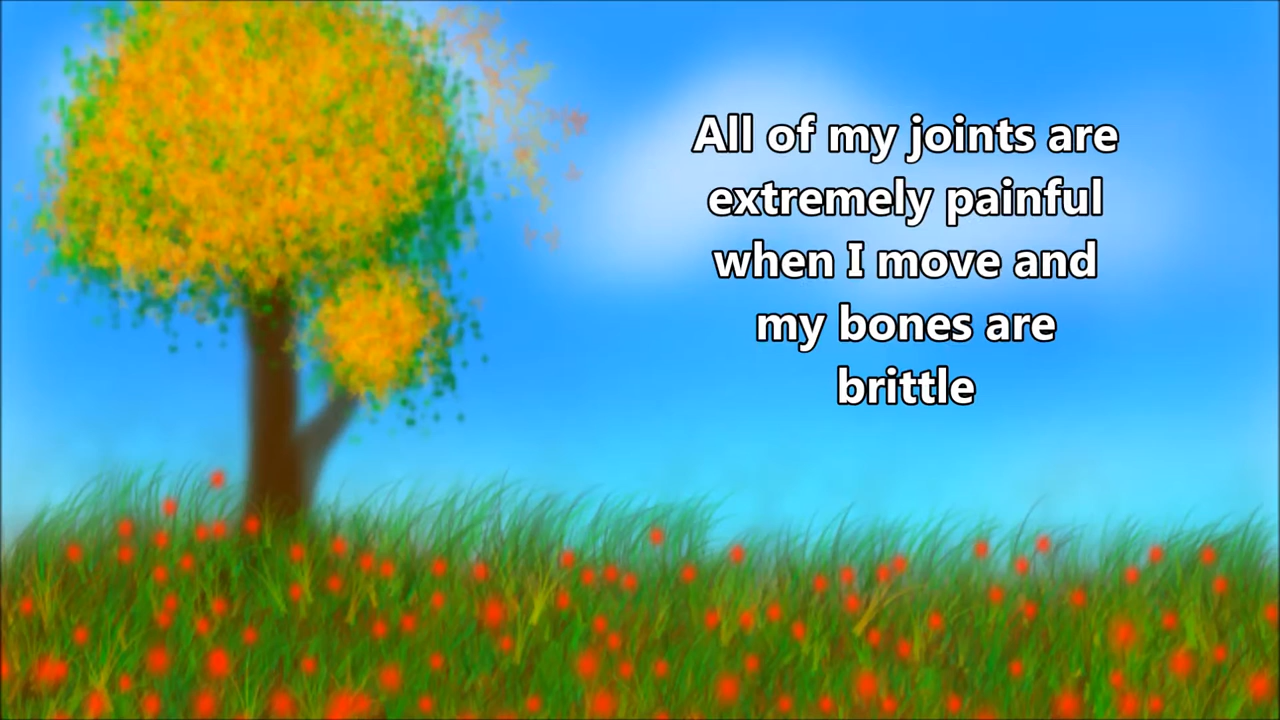 All of my joints are
extremely painful
when I move and
my bones are
brittle